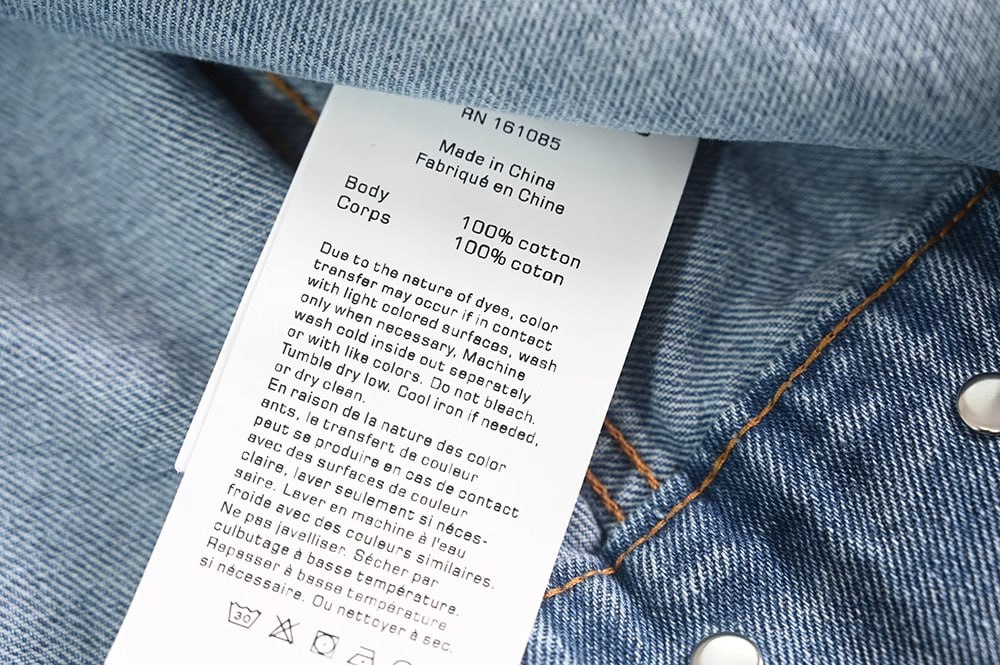 RN 161085
Made in China
Fabriqué en Chine
Body
Corps
100% cotton
100% coton
Due to the nature of dyes, color
transfer may occur if in contact
with light colored surfaces, wash
only when necessary. Machine
wash cold inside out separately
or with like colors. Do not bleach.
Tumble dry low. Cool iron if needed,
or dry clean.
En raison de la nature des color
ants, le transfert de couleur
peut se produire en cas de contact
avec des surfaces de couleur
claire, laver seulement si néces-
saire. Laver en machine à l'eau
froide avec des couleurs similaires.
Ne pas javelliser. Sécher par
culbutage à basse température.
Repasser à basse température
si nécessaire. Ou nettoyer à sec.
30